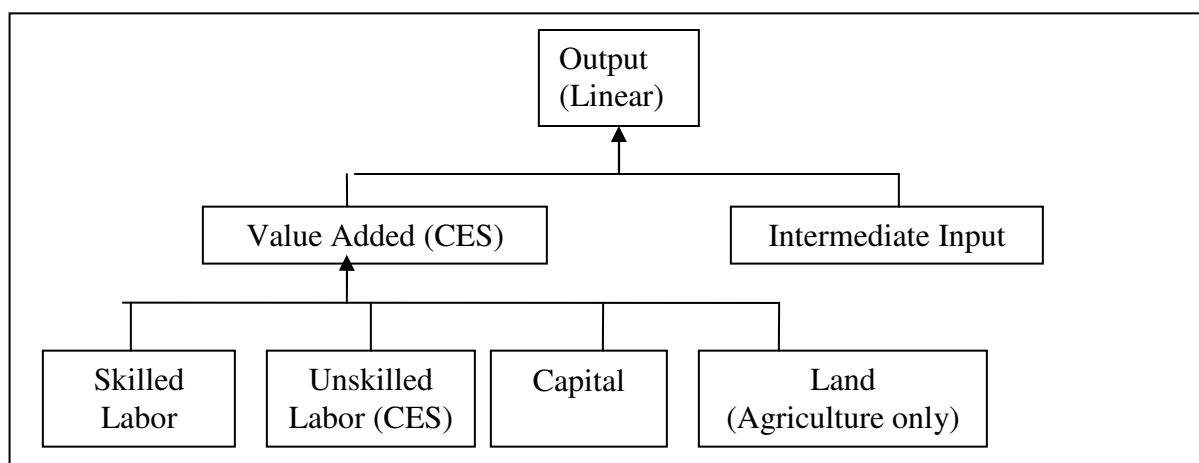 Output
(Linear)
Value Added (CES)
Intermediate Input
Skilled
Labor
Unskilled
Labor (CES)
Capital
Land
(Agriculture only)